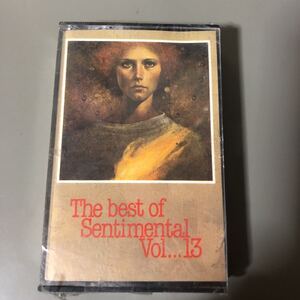 The best of
Sentimental
Vol...13